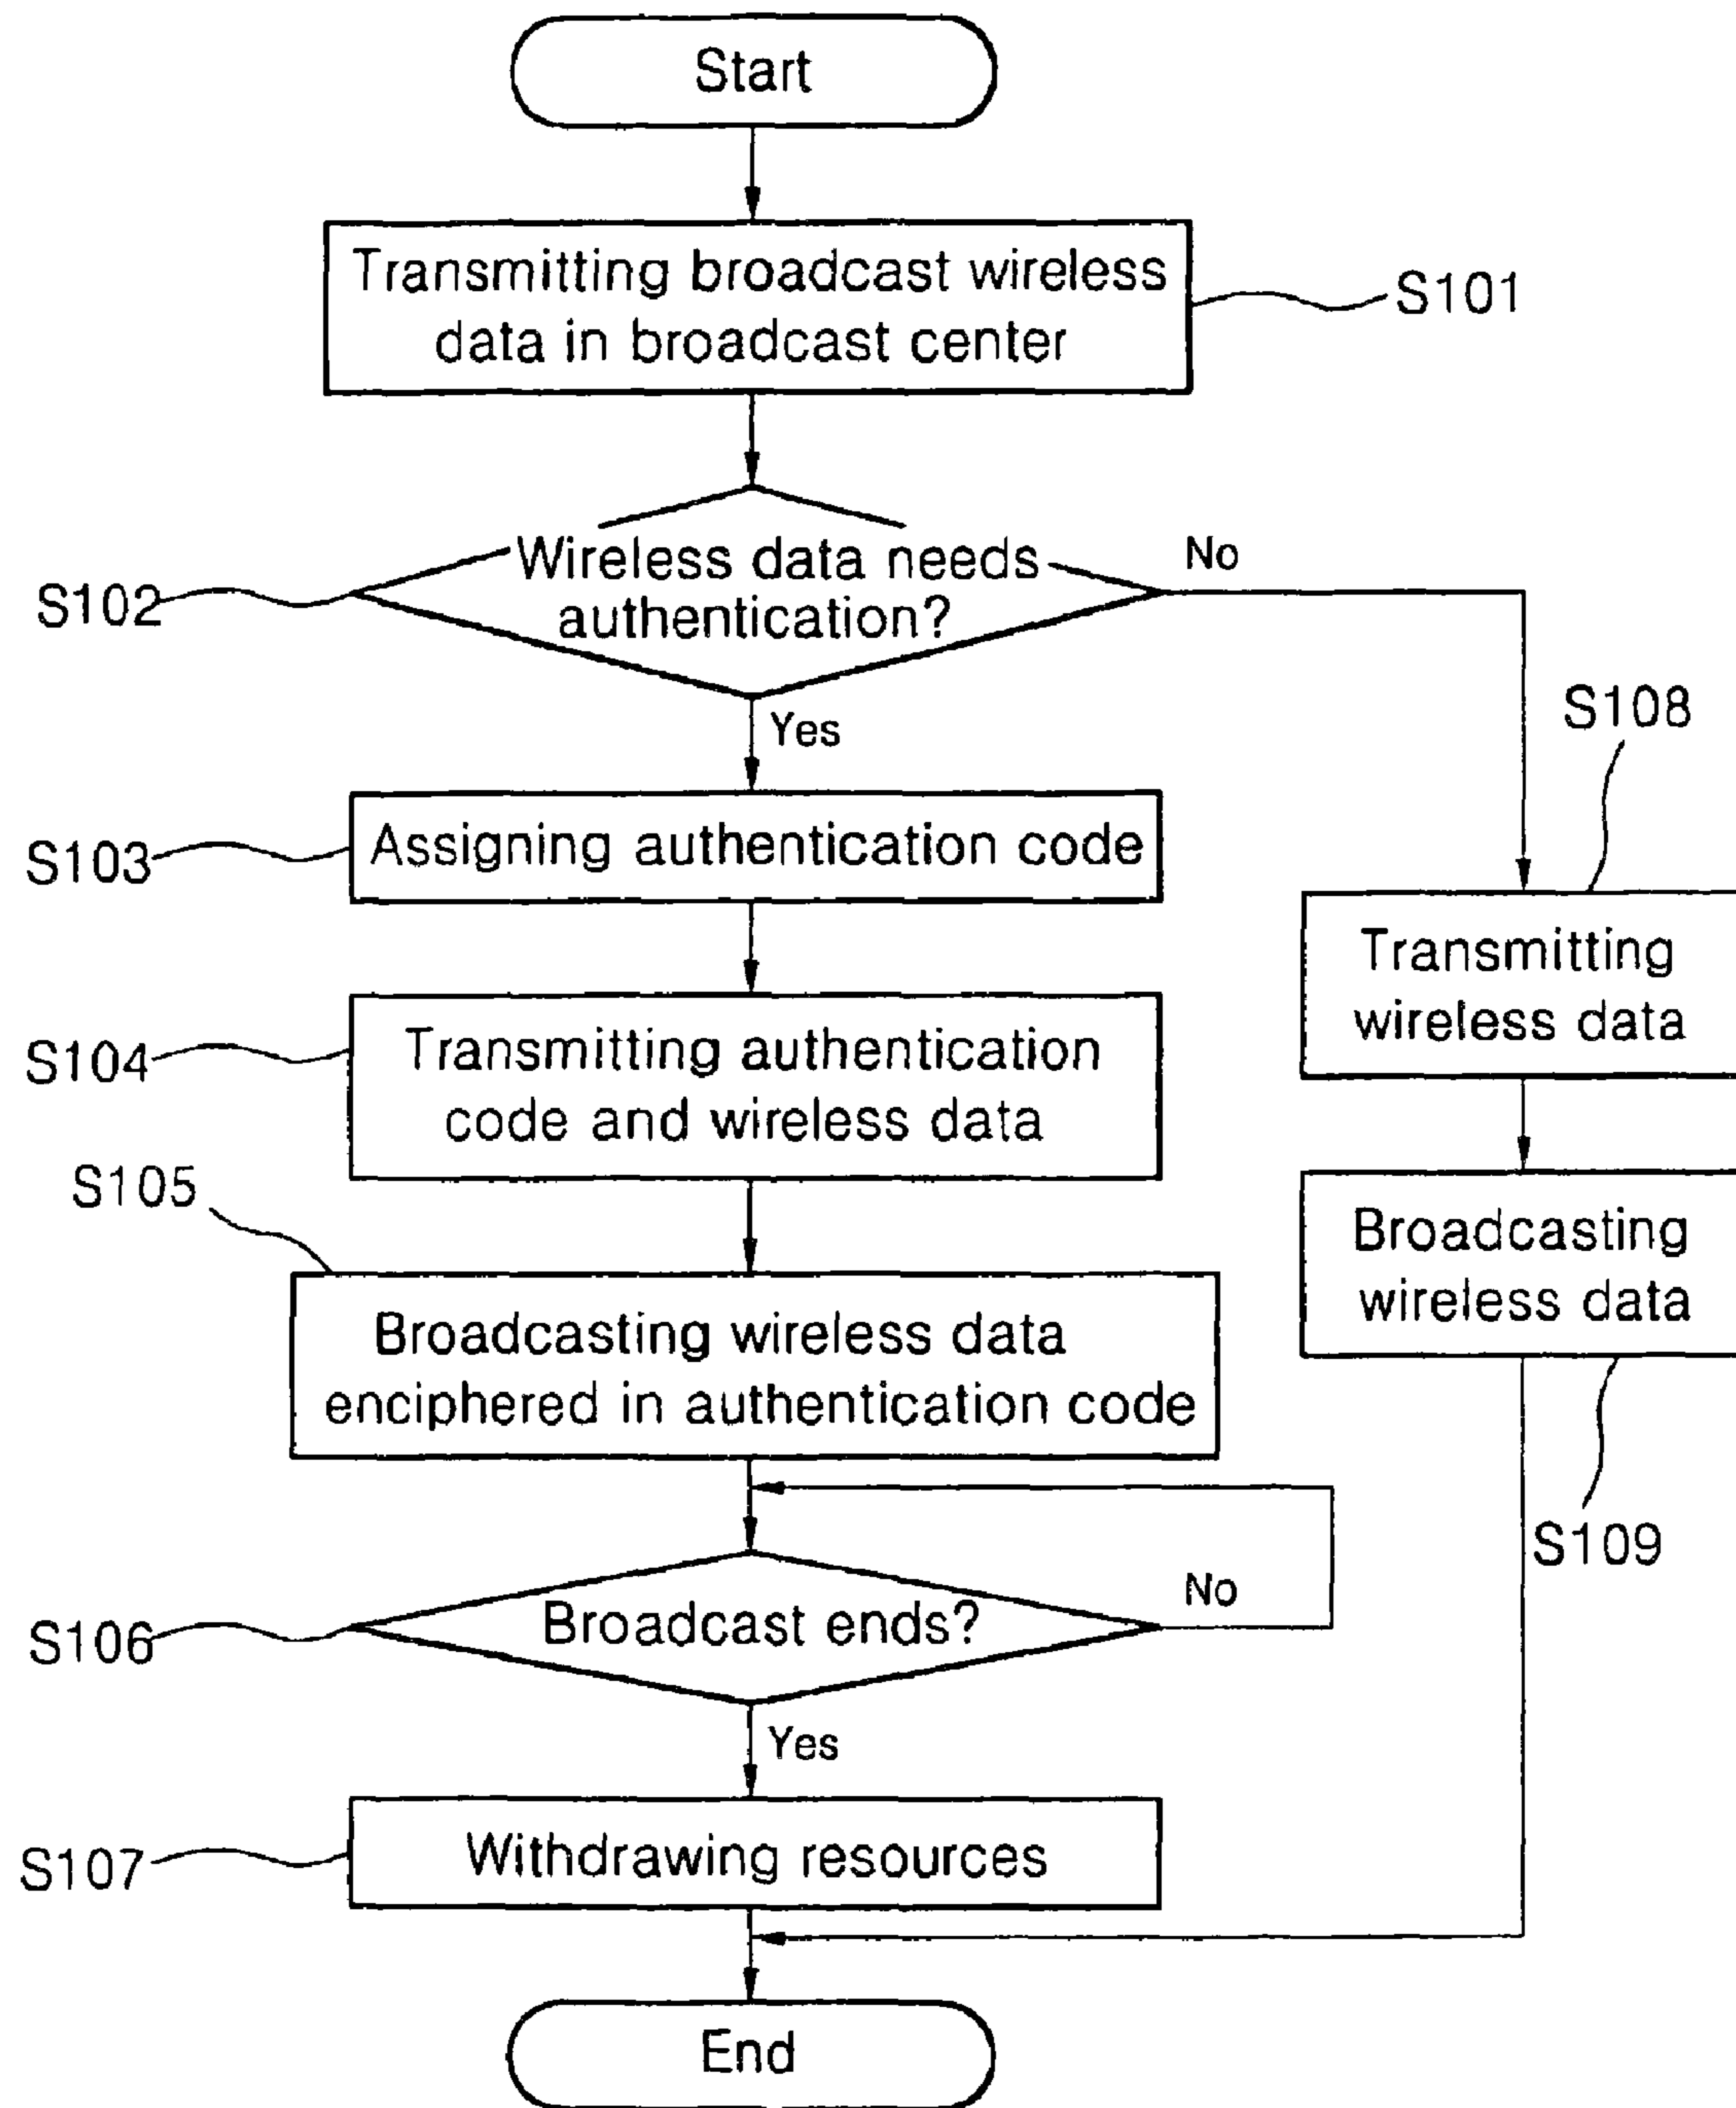 Start
Transmitting broadcast wireless
data in broadcast center
S101
Wireless data needs
authentication?
S102
No
Yes
S108
Assigning authentication code
S103
Transmitting
wireless data
Transmitting authentication
code and wireless data
S104
S105
Broadcasting
wireless data
Broadcasting wireless data
enciphered in authentication code
S109
Broadcast ends?
S106
No
Yes
Withdrawing resources
S107
End